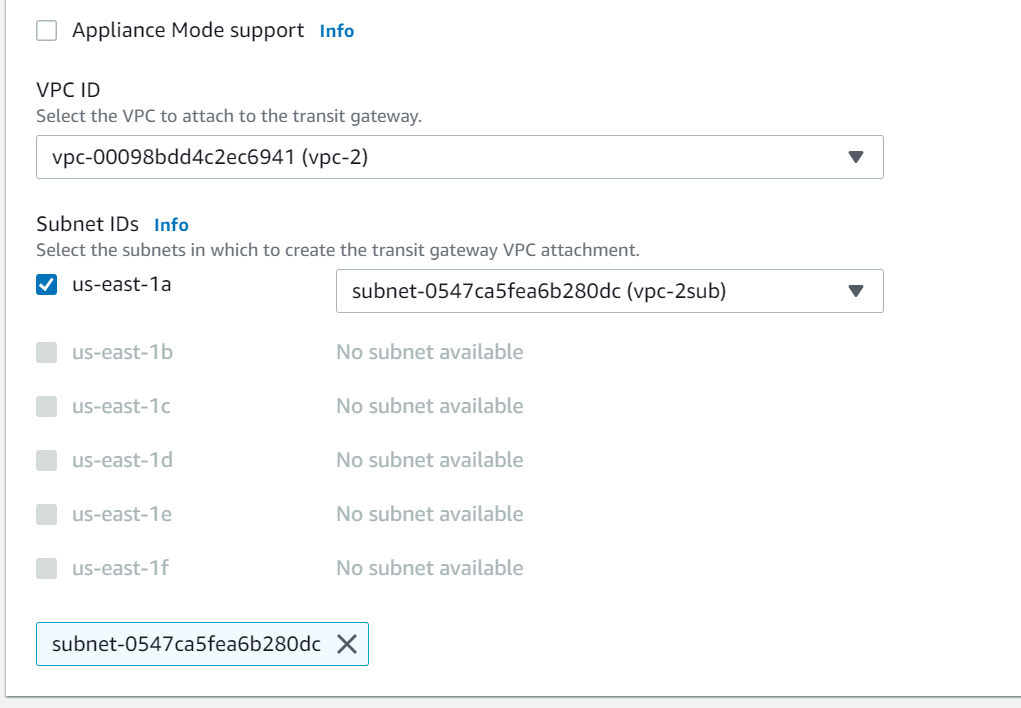 Appliance Mode support Info
VPC ID
Select the VPC to attach to the transit gateway.
vpc-00098bdd4c2ec6941 (vpc-2)
Subnet IDs Info
Select the subnets in which to create the transit gateway VPC attachment.
us-east-1a subnet-0547ca5fea6b280dc (vpc-2sub)
us-east-1b No subnet available
us-east-1c No subnet available
us-east-1d No subnet available
us-east-1e No subnet available
us-east-1f No subnet available
subnet-0547ca5fea6b280dc